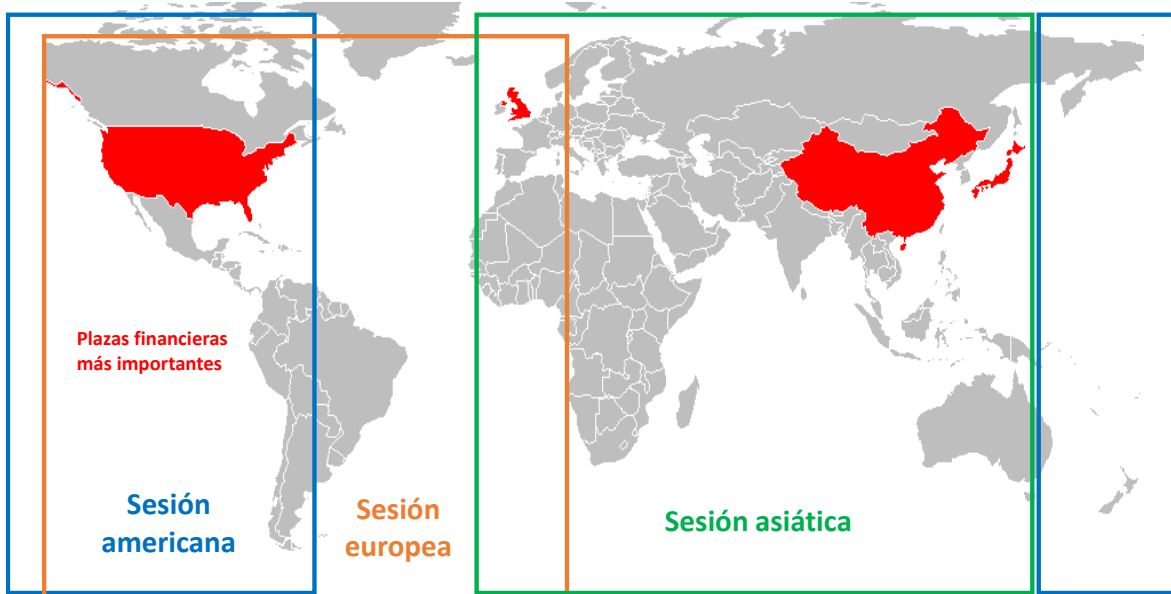 Plazas financieras
más importantes
Sesión
americana
Sesión
europea
Sesión asiática